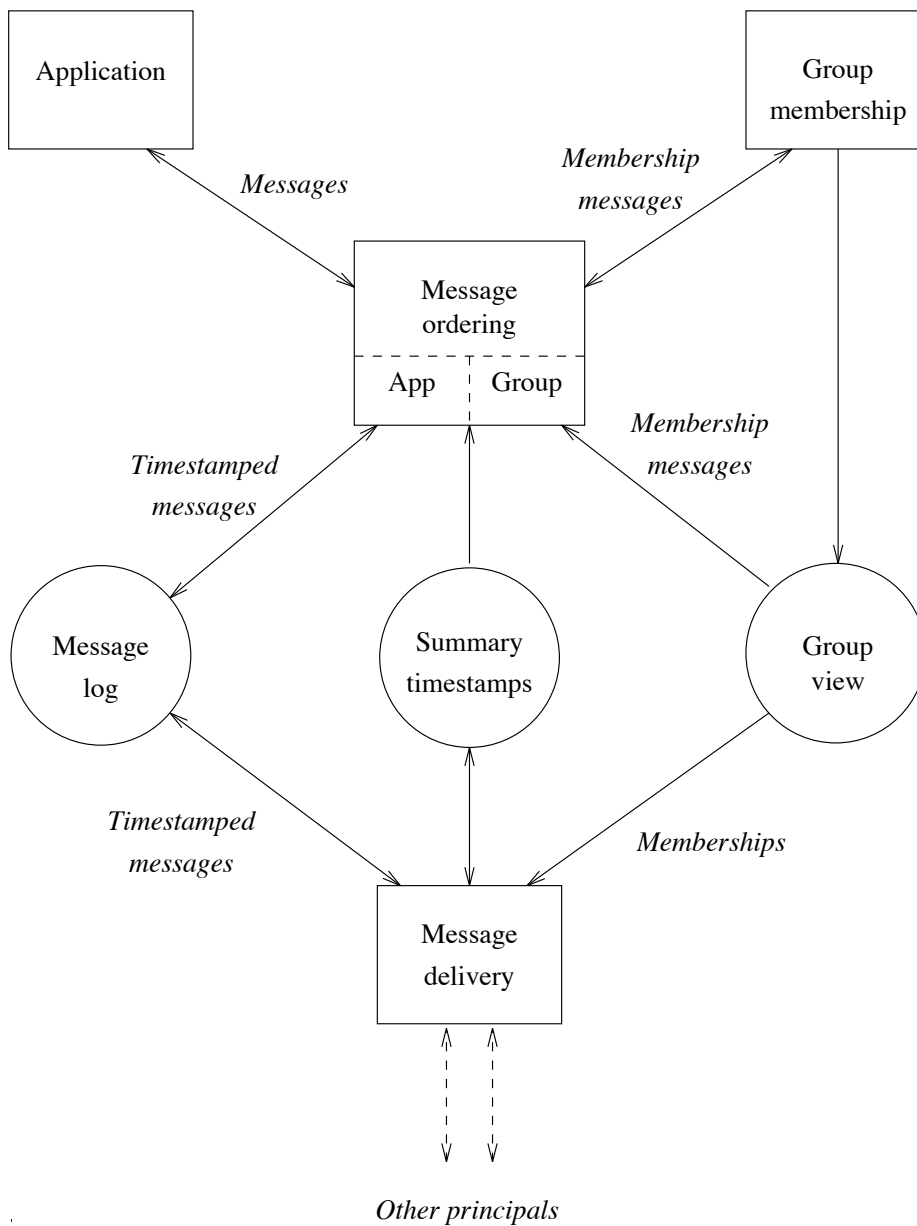 Application
Group
membership
Messages
Membership
messages
Message
ordering
App
Group
Timestamped
messages
Membership
messages
Message
log
Summary
timestamps
Group
view
Timestamped
messages
Memberships
Message
delivery
Other principals